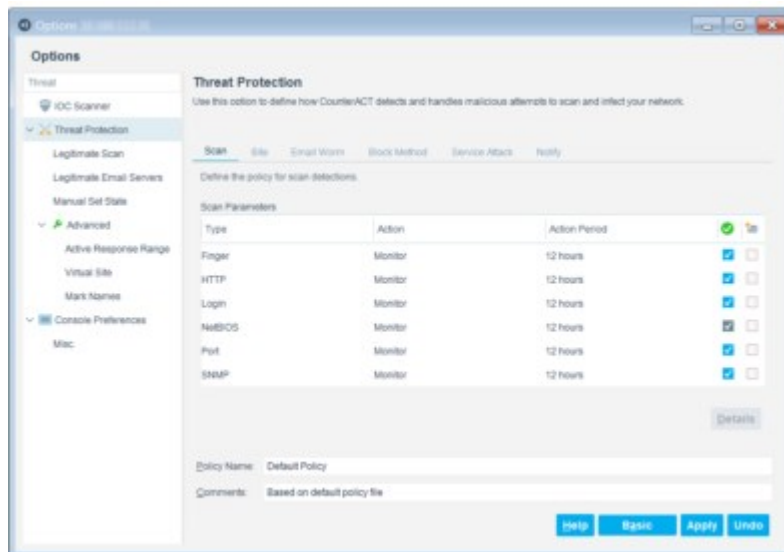 Options
Options
Threat
Threat Protection
IOC Scanner
Use this option to define how CounterACT detects and handles malicious attempts to scan and infect your network.
Threat Protection
Legitimate Scan
Scan Site Email Worm Block Method Service Attack Notify
Legitimate Email Servers
Define the policy for scan detections.
Manual Set State
Scan Parameters
Advanced
Type Action Action Period
Active Response Range
Finger Monitor 12 hours
Virtual Site
HTTP Monitor 12 hours
Mark Names
Login Monitor 12 hours
Console Preferences
NetBIOS Monitor 12 hours
Misc.
Port Monitor 12 hours
SNMP Monitor 12 hours
Details
Policy Name: Default Policy
Comments: Based on default policy file
Help Basic Apply Undo